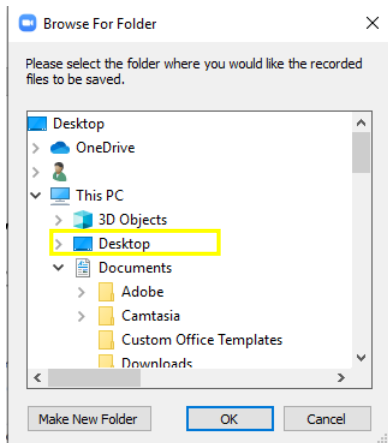 Browse For Folder
Please select the folder where you would like the recorded
files to be saved.
Desktop
OneDrive
This PC
3D Objects
Desktop
Documents
Adobe
Camtasia
Custom Office Templates
Downloads
Make New Folder
OK
Cancel